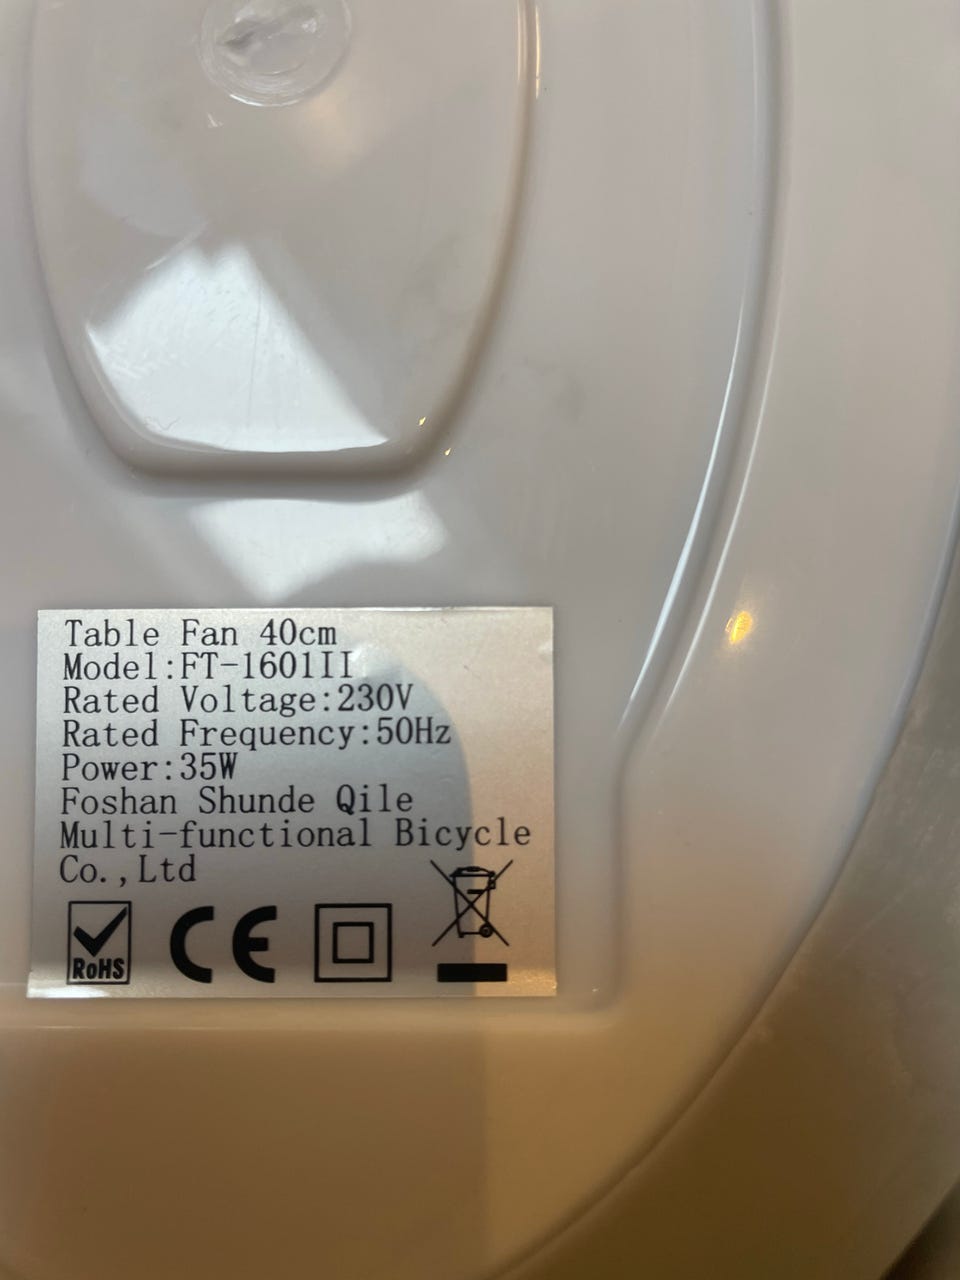 Table Fan 40cm
Model:FT-1601II
Rated Voltage:230V
Rated Frequency:50Hz
Power:35W
Foshan Shunde Qile
Multi-functional Bicycle
Co.,Ltd
RoHS CE